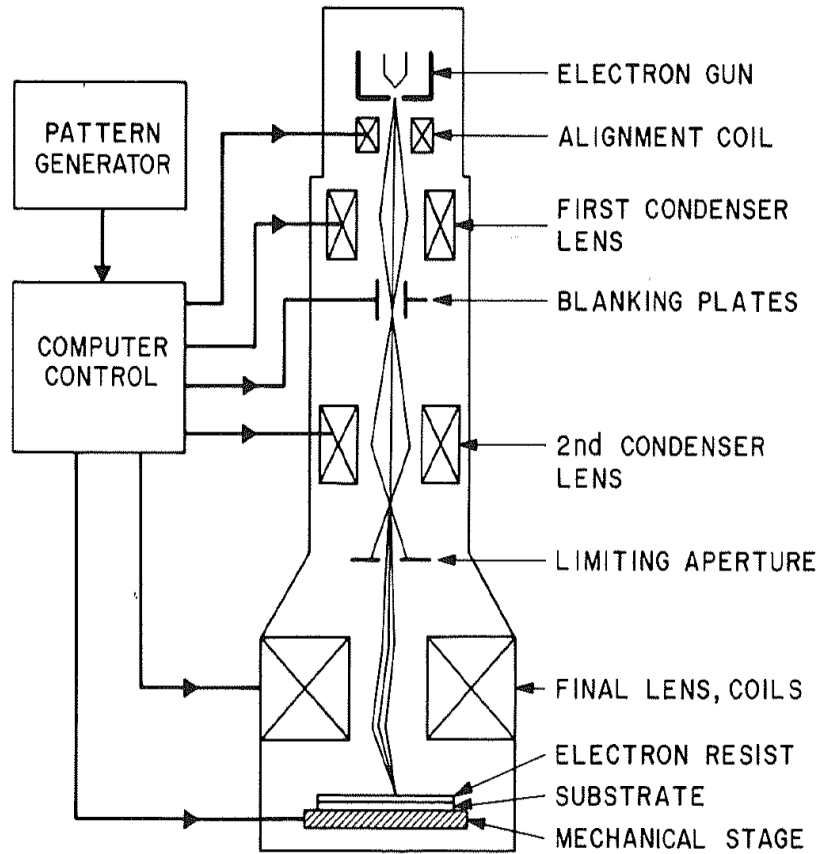 PATTERN
GENERATOR
COMPUTER
CONTROL
ELECTRON GUN
ALIGNMENT COIL
FIRST CONDENSER
LENS
BLANKING PLATES
2nd CONDENSER
LENS
LIMITING APERTURE
FINAL LENS, COILS
ELECTRON RESIST
SUBSTRATE
MECHANICAL STAGE